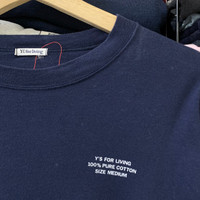 Y's for living
Y'S FOR LIVING
100% PURE COTTON
SIZE MEDIUM